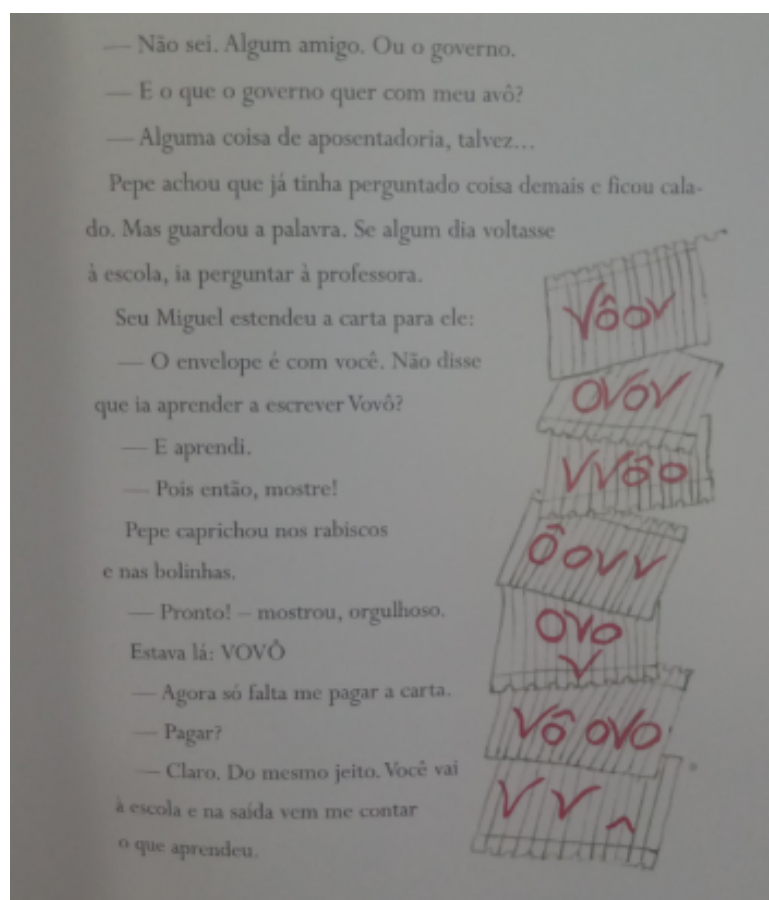 — Não sei. Algum amigo. Ou o governo.
— E o que o governo quer com meu avô?
— Alguma coisa de aposentadoria, talvez...
Pepe achou que já tinha perguntado coisa demais e ficou cala-
do. Mas guardou a palavra. Se algum dia voltasse
à escola, ia perguntar à professora.
Seu Miguel estendeu a carta para ele:
— O envelope é com você. Não disse
que ia aprender a escrever Vovô?
— E aprendi.
— Pois então, mostre!
Pepe caprichou nos rabiscos
e nas bolinhas.
— Pronto! – mostrou, orgulhoso.
Estava lá: VOVÔ
— Agora só falta me pagar a carta.
— Pagar?
— Claro. Do mesmo jeito. Você vai
à escola e na saída vem me contar
o que aprendeu.
VÔOV
OVÓV
VVÔO
ÔOVV
OVO
V
VÔ OVO
V V ^